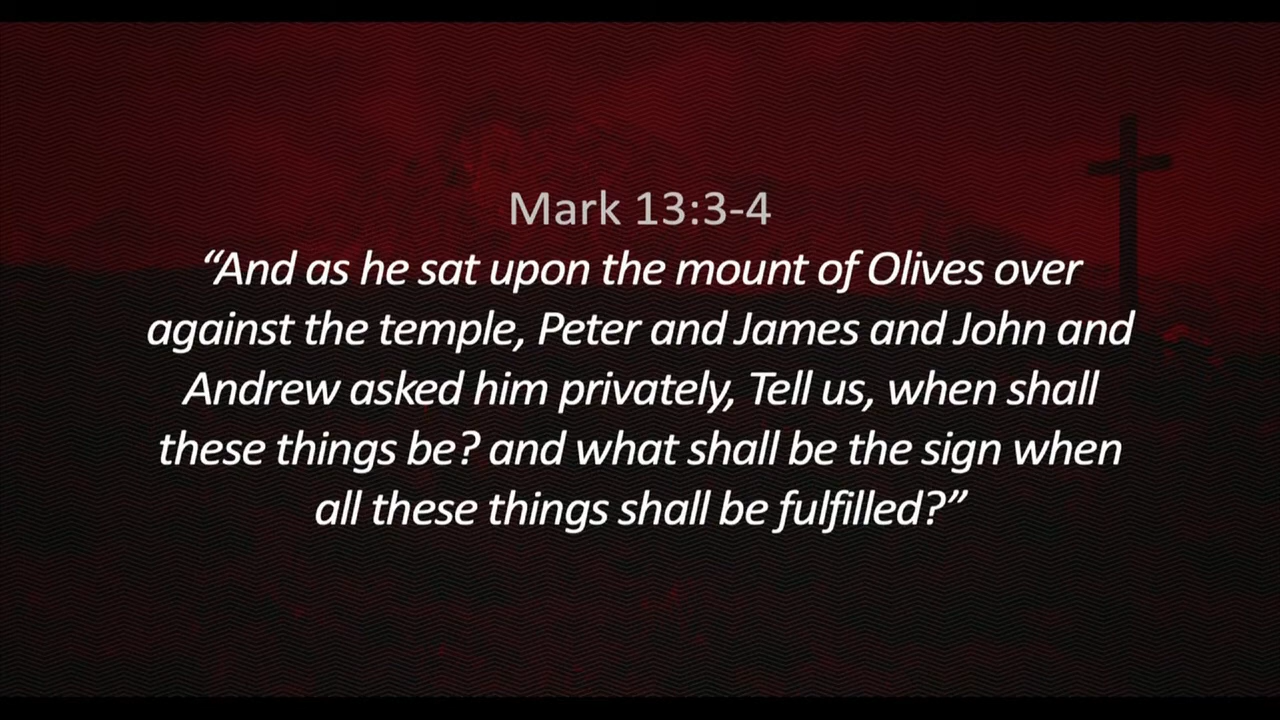 Mark 13:3-4
“And as he sat upon the mount of Olives over
against the temple, Peter and James and John and
Andrew asked him privately, Tell us, when shall
these things be? and what shall be the sign when
all these things shall be fulfilled?”